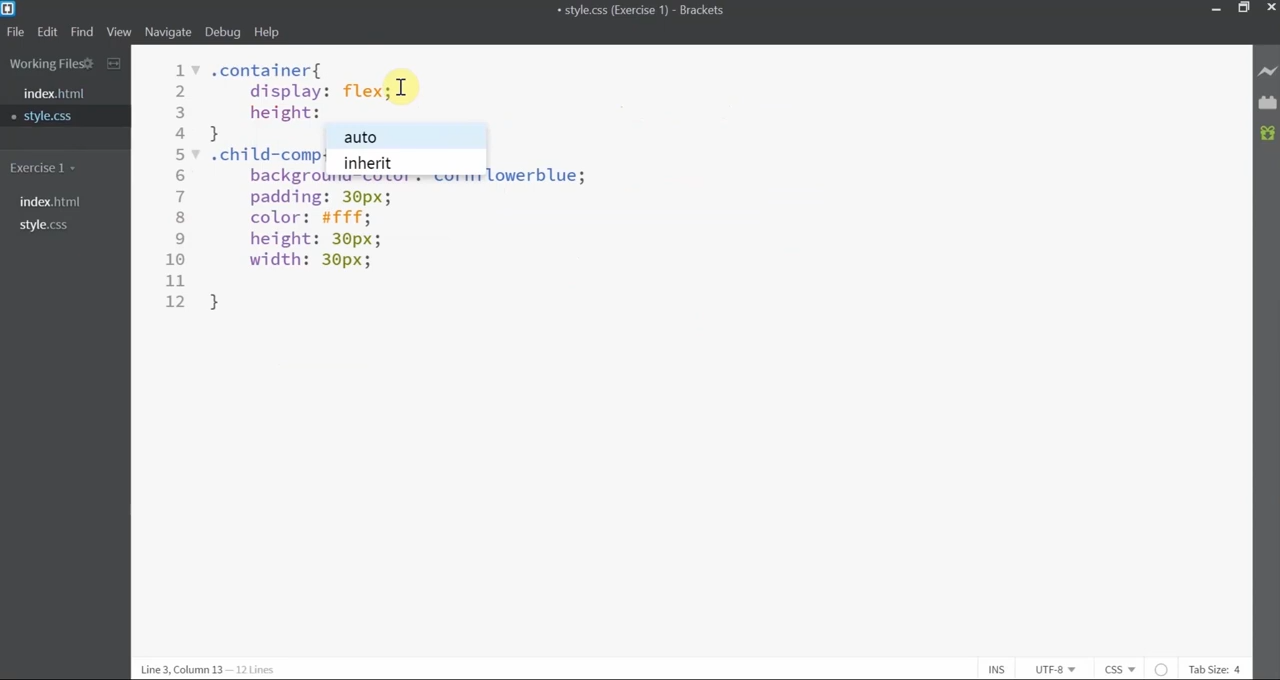 • style.css (Exercise 1) - Brackets
File Edit Find View Navigate Debug Help
Working Files
index.html
• style.css
Exercise 1
index.html
style.css
1 .container{
2 display: flex;
3 height:
4 }
auto
inherit
5 .child-comp{
6 background-color: cornflowerblue;
7 padding: 30px;
8 color: #fff;
9 height: 30px;
10 width: 30px;
11
12 }
Line 3, Column 13 — 12 Lines
INS UTF-8 CSS Tab Size: 4